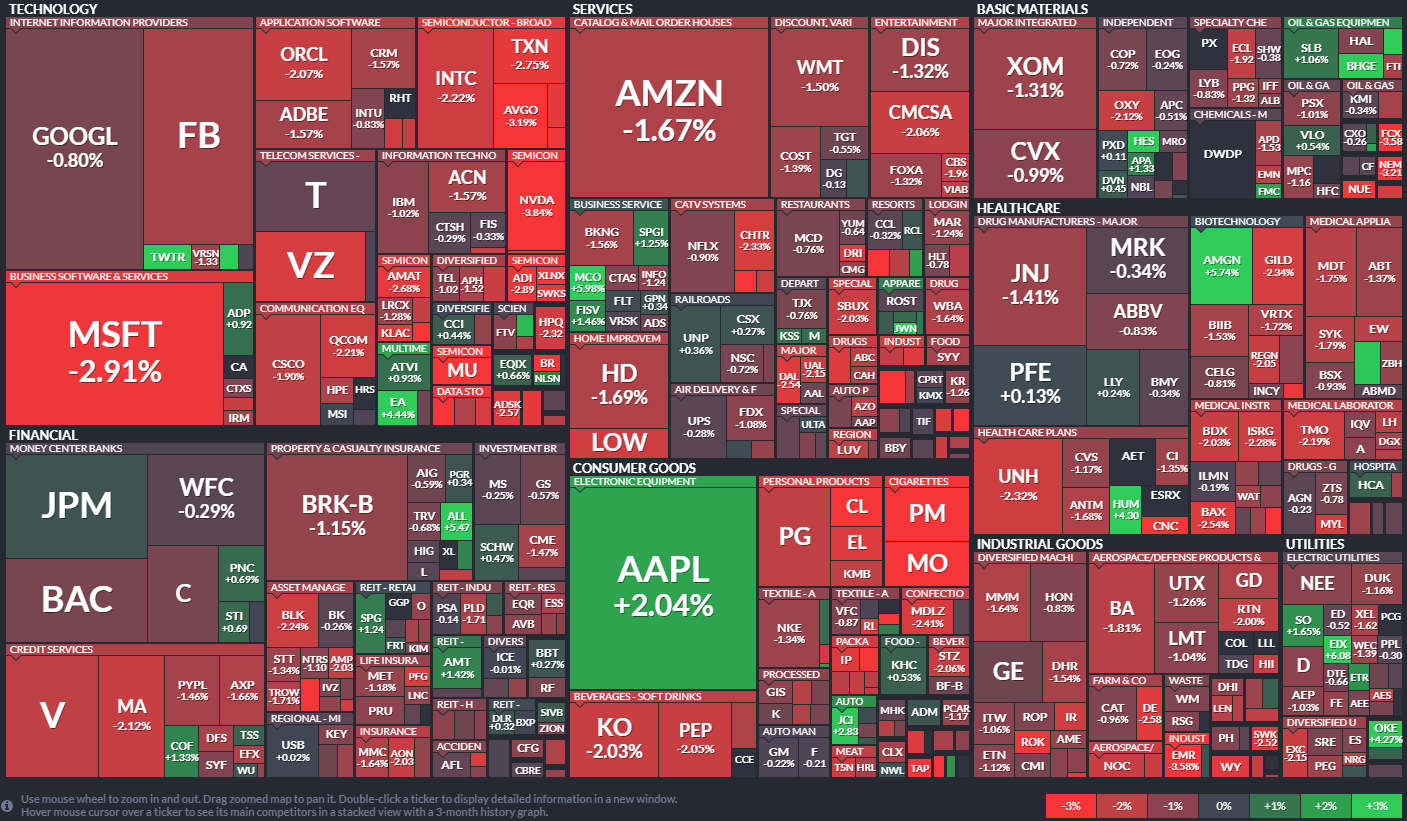 TECHNOLOGY
INTERNET INFORMATION PROVIDERS
GOOGL
-0.80%
FB
TWTR
VRSN
-1.33
APPLICATION SOFTWARE
ORCL
-2.07%
CRM
-1.57%
ADBE
-1.57%
INTU
-0.83%
RHT
SEMICONDUCTOR - BROAD
INTC
-2.22%
TXN
-2.75%
AVGO
-3.19%
TELECOM SERVICES -
T
VZ
INFORMATION TECHNO
IBM
-1.02%
ACN
-1.57%
CTSH
-0.29%
FIS
-0.33%
SEMICON
NVDA
-3.84%
BUSINESS SOFTWARE & SERVICES
MSFT
-2.91%
ADP
+0.92
CA
CTXS
IRM
COMMUNICATION EQ
CSCO
-1.90%
QCOM
-2.21%
HPE
HRS
MSI
SEMICON
AMAT
-2.68%
LRCX
-1.28%
KLAC
DIVERSIFIED
TEL
-1.02
APH
-1.52
SEMICON
ADI
-2.89
XLNX
SWKS
DIVERSIFIE
CCI
+0.44%
SCIEN
FTV
HPQ
-2.32
MULTIME
ATVI
+0.93%
EA
+4.44%
SEMICON
MU
DATA STO
EQIX
+0.66%
BR
NLSN
ADSK
-2.57
SERVICES
CATALOG & MAIL ORDER HOUSES
AMZN
-1.67%
DISCOUNT, VARI
WMT
-1.50%
COST
-1.39%
TGT
-0.55%
DG
-0.13
ENTERTAINMENT
DIS
-1.32%
CMCSA
-2.06%
FOXA
-1.32%
CBS
-1.96
VIAB
BUSINESS SERVICE
BKNG
-1.56%
SPGI
+1.25%
MCO
+5.98%
CTAS
INFO
-1.24
FISV
+1.46%
FLT
GPN
+0.34
VRSK
ADS
CATV SYSTEMS
NFLX
-0.90%
CHTR
-2.33%
RESTAURANTS
MCD
-0.76%
YUM
-0.64
DRI
CMG
RESORTS
CCL
-0.32%
RCL
LODGIN
MAR
-1.24%
HLT
-0.78
RAILROADS
UNP
+0.36%
CSX
+0.27%
NSC
-0.72%
DEPART
TJX
-0.76%
KSS
M
SPECIAL
SBUX
-2.03%
APPARE
ROST
JWN
DRUG
WBA
-1.64%
HOME IMPROVEM
HD
-1.69%
LOW
AIR DELIVERY & F
UPS
-0.28%
FDX
-1.08%
MAJOR
DAL
-2.54
UAL
-2.15
AAL
DRUGS
ABC
CAH
INDUST
FOOD
SYY
SPECIAL
ULTA
AUTO P
AZO
AAP
CPRT
KMX
KR
-1.26
REGION
LUV
TIF
BBY
BASIC MATERIALS
MAJOR INTEGRATED
XOM
-1.31%
CVX
-0.99%
INDEPENDENT
COP
-0.72%
EOG
-0.24%
OXY
-2.12%
APC
-0.51%
PXD
+0.11
HES
MRO
APA
+1.33
DVN
+0.45
NBL
SPECIALTY CHE
PX
ECL
-1.92
SHW
-0.38
LYB
-0.83%
PPG
-1.32
IFF
ALB
CHEMICALS - M
DWDP
APD
-1.53
EMN
FMC
OIL & GAS EQUIPMEN
SLB
+1.06%
HAL
BHGE
FTI
OIL & GA
PSX
-1.01%
VLO
+0.54%
MPC
-1.16
HFC
OIL & GAS
KMI
-0.34%
CXO
-0.26
FCX
-3.58
CF
NEM
-3.21
NUE
HEALTHCARE
DRUG MANUFACTURERS - MAJOR
JNJ
-1.41%
MRK
-0.34%
ABBV
-0.83%
PFE
+0.13%
LLY
+0.24%
BMY
-0.34%
BIOTECHNOLOGY
AMGN
+5.74%
GILD
-2.34%
BIIB
-1.53%
VRTX
-1.72%
REGN
-2.05
CELG
-0.81%
INCY
MEDICAL APPLIA
MDT
-1.75%
ABT
-1.37%
SYK
-1.79%
EW
ZBH
BSX
-0.93%
ABMD
HEALTH CARE PLANS
UNH
-2.32%
CVS
-1.17%
AET
CI
-1.35%
ANTM
-1.68%
HUM
+4.30
ESRX
CNC
MEDICAL INSTR
BDX
-2.03%
ISRG
-2.28%
ILMN
-0.19%
WAT
BAX
-2.54%
MEDICAL LABORATOR
TMO
-2.19%
IQV
LH
A
DGX
DRUGS - G
AGN
-0.23
ZTS
-0.78
MYL
HOSPITA
HCA
FINANCIAL
MONEY CENTER BANKS
JPM
WFC
-0.29%
BAC
C
PNC
+0.69%
STI
+0.69
PROPERTY & CASUALTY INSURANCE
BRK-B
-1.15%
AIG
-0.59%
PGR
+0.34
TRV
-0.68%
ALL
+5.47
HIG
XL
L
INVESTMENT BR
MS
-0.25%
GS
-0.57%
SCHW
+0.47%
CME
-1.47%
CREDIT SERVICES
V
MA
-2.12%
PYPL
-1.46%
AXP
-1.66%
COF
+1.33%
DFS
SYF
TSS
EFX
WU
ASSET MANAGE
BLK
-2.24%
BK
-0.26%
STT
-1.34%
NTRS
-1.10
AMP
-2.03
TROW
-1.71%
IVZ
REGIONAL - MI
USB
+0.02%
KEY
REIT - RETAI
SPG
+1.24
GGP
O
FRT
KIM
REIT - INDU
PSA
-0.14
PLD
-1.71
REIT - RES
EQR
ESS
AVB
LIFE INSURA
MET
-1.18%
PFG
LNC
PRU
REIT -
AMT
+1.42%
DIVERS
ICE
-0.01%
BBT
+0.27%
RF
INSURANCE
MMC
-1.64%
AON
-2.03
REIT - H
REIT -
DLR
+0.32
BXP
SIVB
ZION
ACCIDEN
AFL
CFG
CBRE
CONSUMER GOODS
ELECTRONIC EQUIPMENT
AAPL
+2.04%
BEVERAGES - SOFT DRINKS
KO
-2.03%
PEP
-2.05%
CCE
PERSONAL PRODUCTS
PG
CL
EL
KMB
CIGARETTES
PM
MO
TEXTILE - A
NKE
-1.34%
TEXTILE - A
VFC
-0.87
RL
CONFECTIO
MDLZ
-2.41%
PACKA
IP
FOOD -
KHC
+0.53%
BEVER
STZ
-2.06%
BF-B
PROCESSED
GIS
K
AUTO
JCI
+2.83
MHK
ADM
PCAR
-1.17
AUTO MAN
GM
-0.22%
F
-0.21
MEAT
TSN
HRL
CLX
NWL
TAP
INDUSTRIAL GOODS
DIVERSIFIED MACHI
MMM
-1.64%
HON
-0.83%
GE
DHR
-1.54%
ITW
-1.06%
ROP
IR
ROK
AME
ETN
-1.12%
CMI
AEROSPACE/DEFENSE PRODUCTS &
BA
-1.81%
UTX
-1.26%
GD
LMT
-1.04%
RTN
-2.00%
COL
LLL
TDG
HII
FARM & CO
CAT
-0.96%
DE
-2.58
AEROSPACE/
NOC
WASTE
WM
RSG
INDUST
EMR
-3.58%
DHI
LEN
PH
SWK
-2.52
WY
UTILITIES
ELECTRIC UTILITIES
NEE
DUK
-1.16%
SO
+1.65%
ED
-0.52
XEL
-1.62
PCG
D
EIX
+6.08
WEC
-1.39
PPL
-0.30
DTE
-0.66
ETR
AEP
-1.03%
FE
AEE
AES
DIVERSIFIED U
EXC
-2.15
SRE
ES
OKE
+4.27%
PEG
NRG
Use mouse wheel to zoom in and out. Drag zoomed map to pan it. Double-click a ticker to display detailed information in a new window.
Hover mouse cursor over a ticker to see its main competitors in a stacked view with a 3-month history graph.
-3%
-2%
-1%
0%
+1%
+2%
+3%